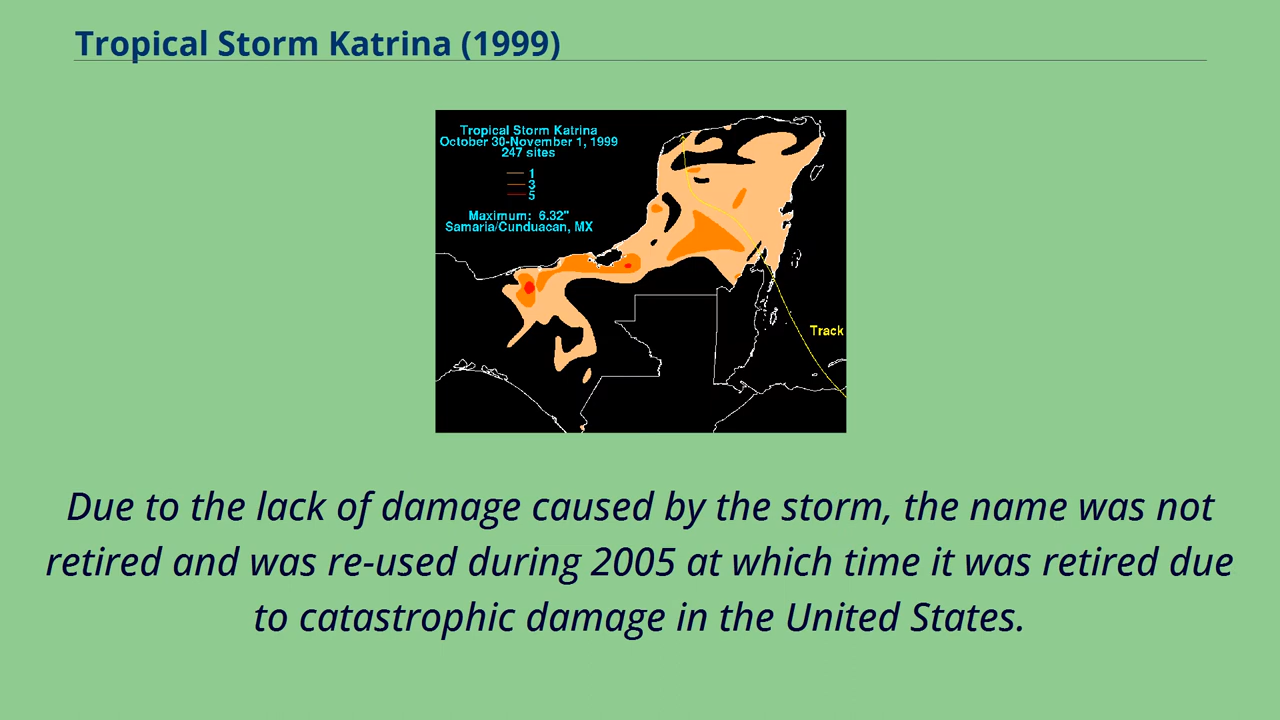 Tropical Storm Katrina (1999)
Tropical Storm Katrina
October 30-November 1, 1999
247 sites
1
3
5
Maximum: 6.32"
Samaria/Cunduacan, MX
Track
Due to the lack of damage caused by the storm, the name was not
retired and was re-used during 2005 at which time it was retired due
to catastrophic damage in the United States.